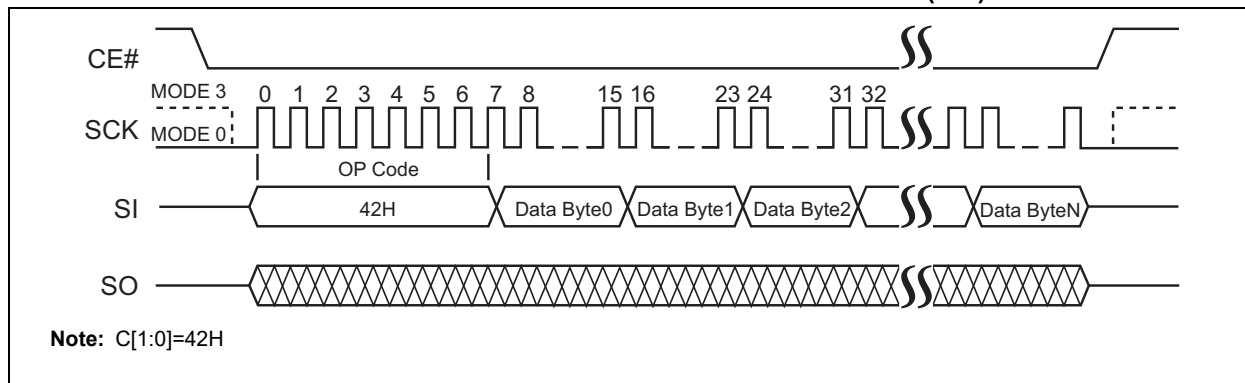 CE#
MODE 3
0 1 2 3 4 5 6 7 8 15 16 23 24 31 32
SCK
MODE 0
OP Code
SI
42H
Data Byte0
Data Byte1
Data Byte2
Data ByteN
SO
Note: C[1:0]=42H